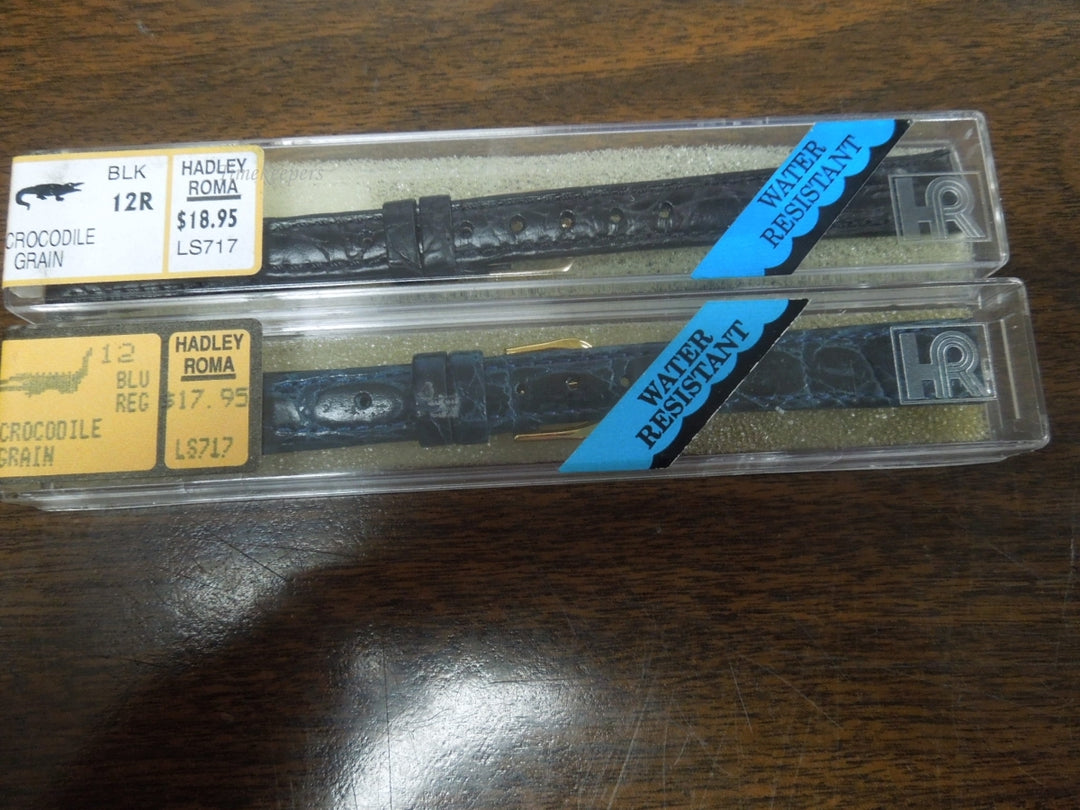 BLK
12R
CROCODILE
GRAIN
HADLEY
ROMA
$18.95
LS717
Timekeepers
WATER
RESISTANT
HR
12
BLU
REG
CROCODILE
GRAIN
HADLEY
ROMA
$17.95
LS717
WATER
RESISTANT
HR